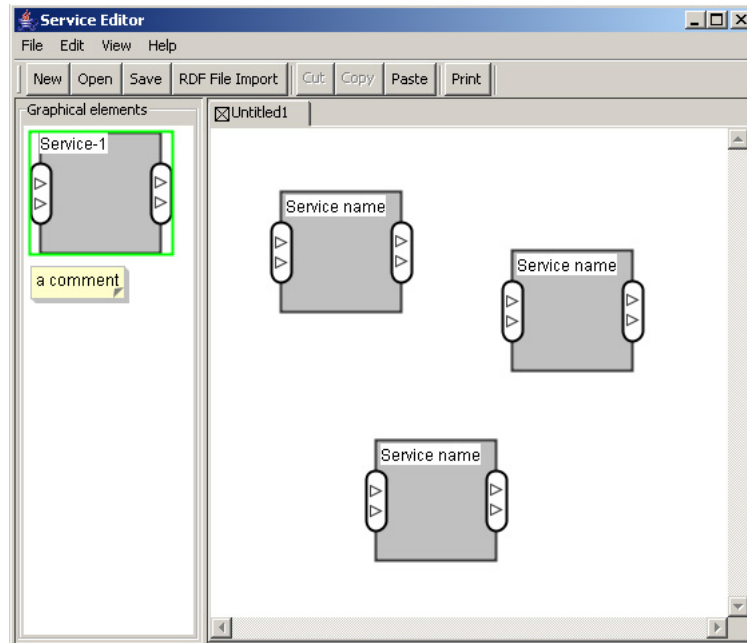 Service Editor
File Edit View Help
New Open Save RDF File Import Cut Copy Paste Print
Graphical elements
Untitled1
Service-1
a comment
Service name
Service name
Service name